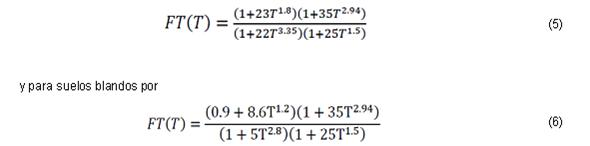 FT(T) = (1+23T^1.8)(1+35T^2.94) / (1+22T^3.35)(1+25T^1.5) (5)
y para suelos blandos por
FT(T) = (0.9 + 8.6T^1.2)(1 + 35T^2.94) / (1 + 5T^2.8)(1 + 25T^1.5) (6)